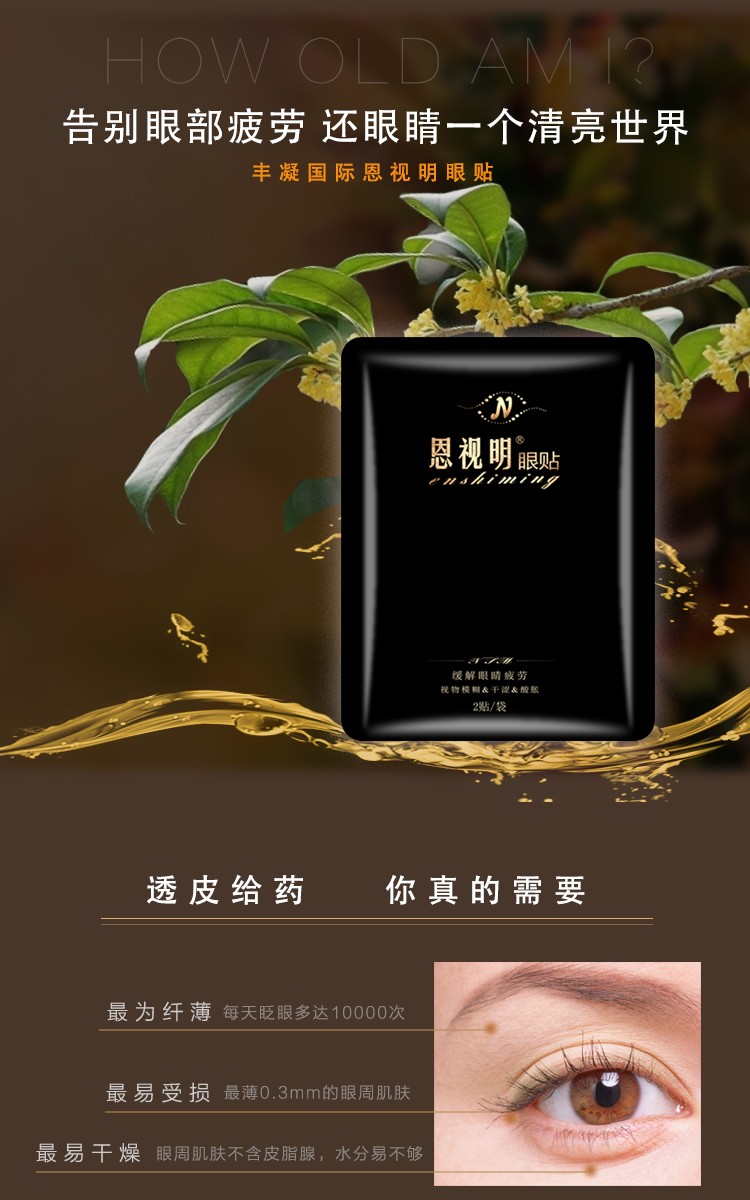 HOW OLD AM I?
告别眼部疲劳 还眼睛一个清亮世界
丰凝国际恩视明眼贴
N
恩视明®眼贴
enshiming
NSM
缓解眼睛疲劳
视物模糊&干涩&酸胀
2贴/袋
透皮给药 你真的需要
最为纤薄 每天眨眼多达10000次
最易受损 最薄0.3mm的眼周肌肤
最易干燥 眼周肌肤不含皮脂腺，水分易不够